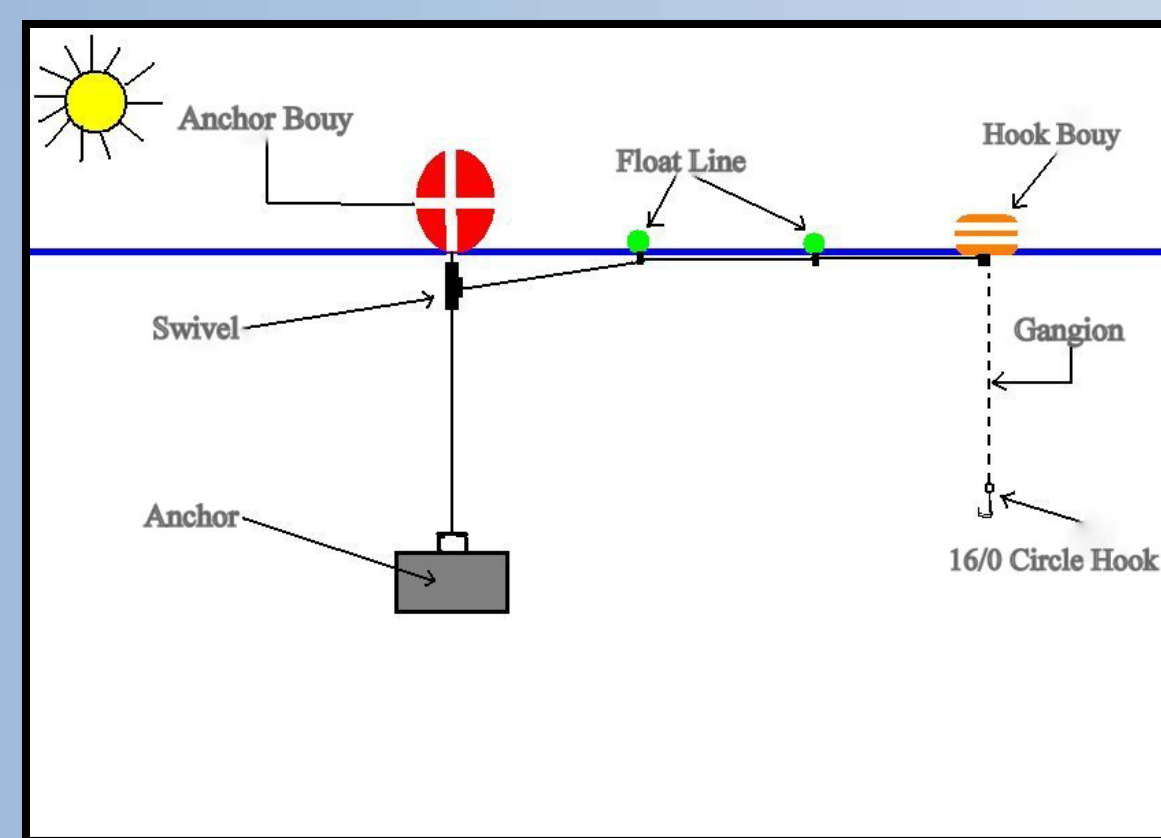 Anchor Bouy
Hook Bouy
Float Line
Swivel
Gangion
Anchor
16/0 Circle Hook